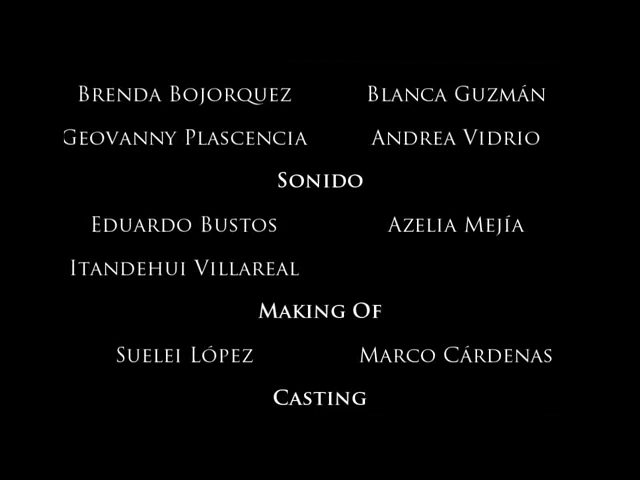 Brenda Bojorquez Blanca Guzmán
Geovanny Plascencia Andrea Vidrio
Sonido
Eduardo Bustos Azelia Mejía
Itandehui Villareal
Making Of
Suelei López Marco Cárdenas
Casting